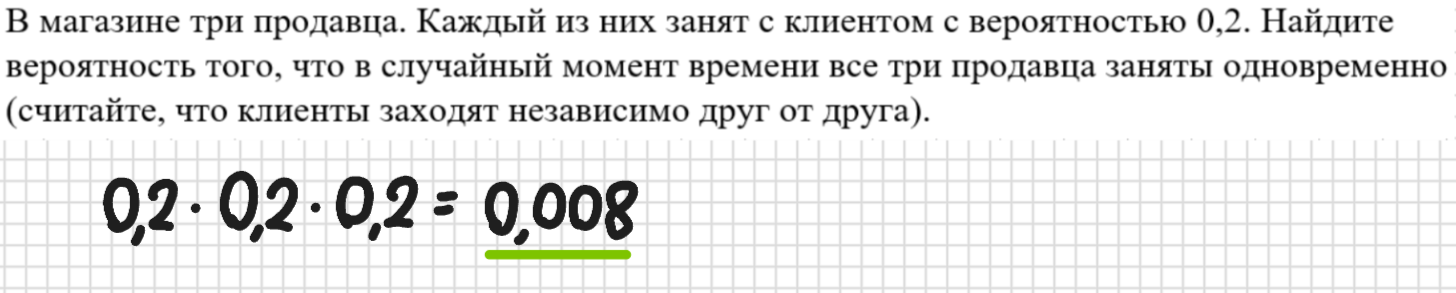 В магазине три продавца. Каждый из них занят с клиентом с вероятностью 0,2. Найдите
вероятность того, что в случайный момент времени все три продавца заняты одновременно
(считайте, что клиенты заходят независимо друг от друга).
0,2 · 0,2 · 0,2 = 0,008